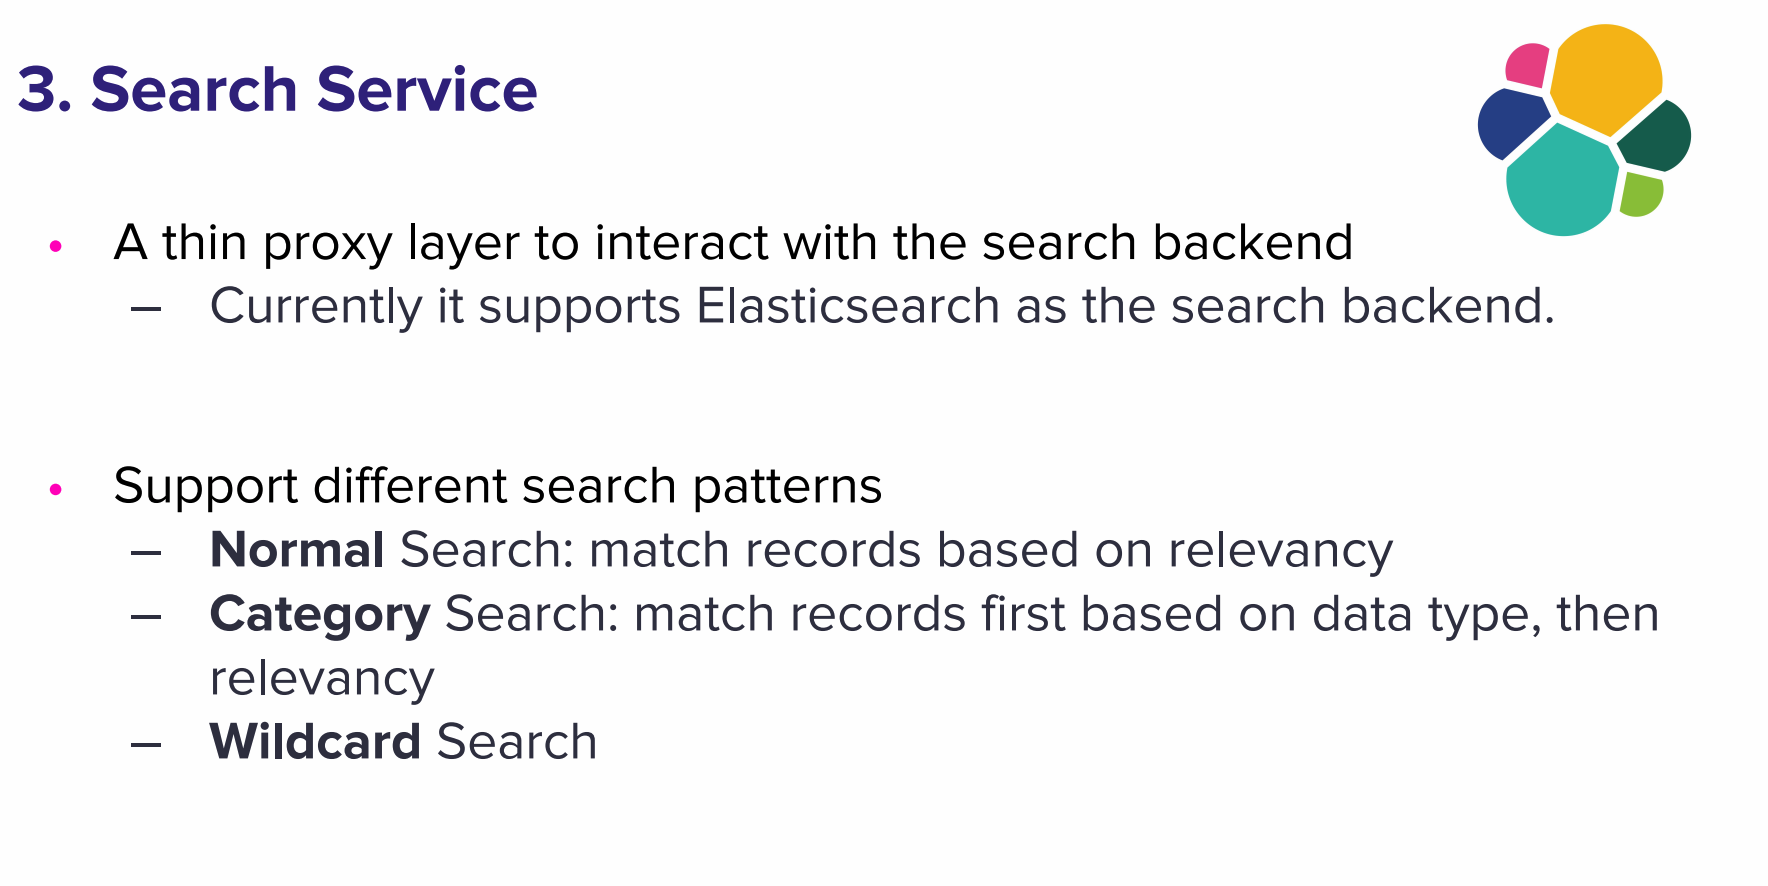 3. Search Service
• A thin proxy layer to interact with the search backend
– Currently it supports Elasticsearch as the search backend.
• Support different search patterns
– Normal Search: match records based on relevancy
– Category Search: match records first based on data type, then
relevancy
– Wildcard Search